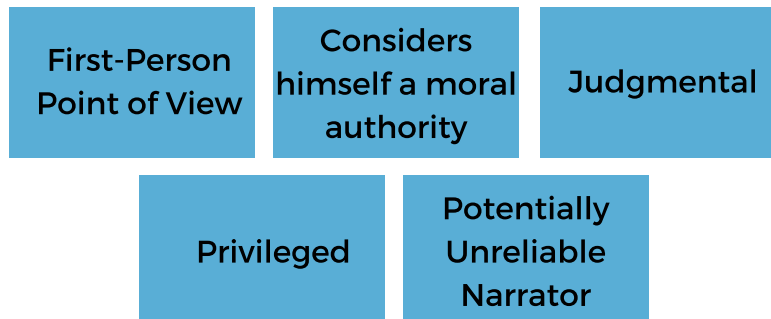 First-Person
Point of View
Considers
himself a moral
authority
Judgmental
Privileged
Potentially
Unreliable
Narrator